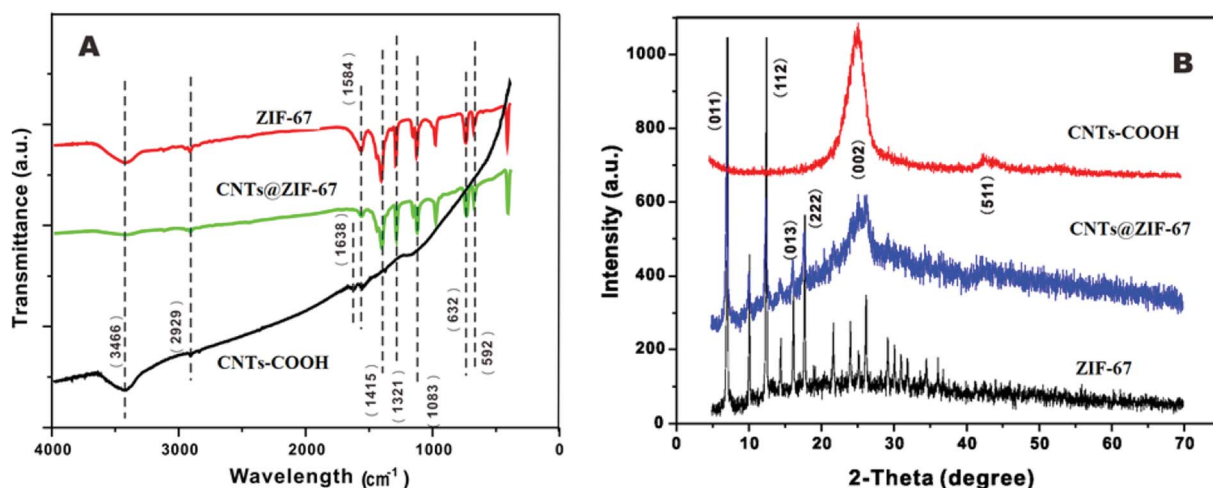 A
Transmittance (a.u.)
ZIF-67
CNTs@ZIF-67
CNTs-COOH
(3466)
(2929)
(1638)
(1584)
(1415)
(1321)
(1083)
(632)
(592)
4000 3000 2000 1000 0
Wavelength (cm-1)
B
Intensity (a.u.)
1000
800
600
400
200
0
(011)
(112)
(013)
(222)
(002)
(511)
CNTs-COOH
CNTs@ZIF-67
ZIF-67
0 10 20 30 40 50 60 70
2-Theta (degree)